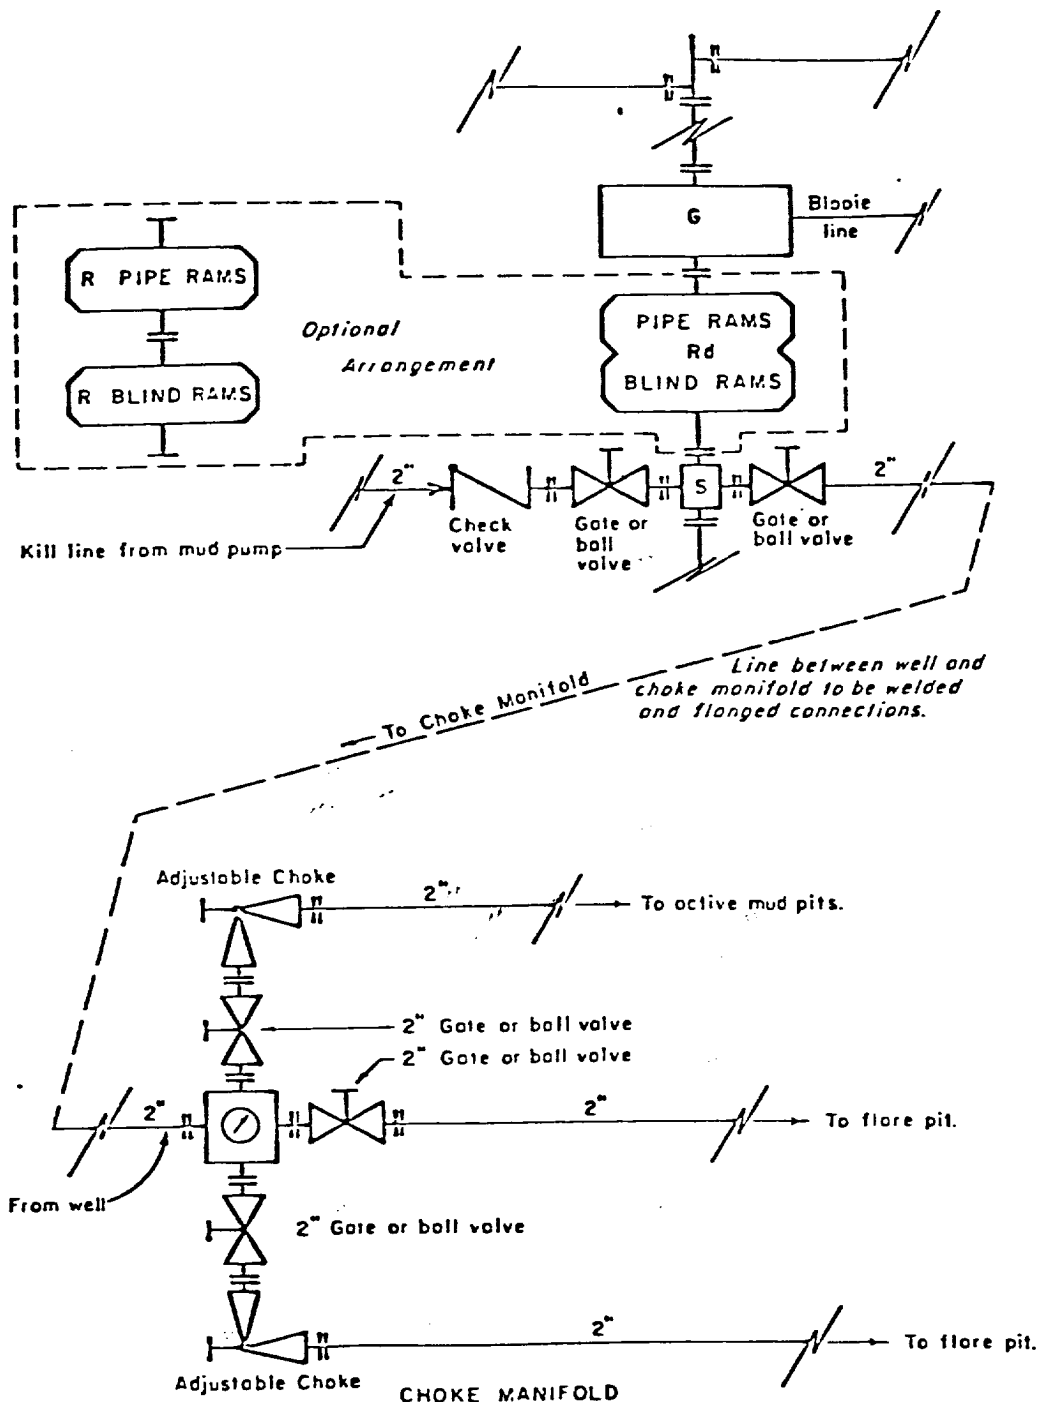 G
Blooie
line
R PIPE RAMS
R BLIND RAMS
Optional
Arrangement
PIPE RAMS
Rd
BLIND RAMS
2"
S
2"
Check
valve
Gate or
ball
valve
Gate or
ball valve
Kill line from mud pump
Line between well and
choke manifold to be welded
and flanged connections.
To Choke Manifold
Adjustable Choke
2"
To active mud pits.
2" Gate or ball valve
2" Gate or ball valve
2"
2"
To flare pit.
From well
2" Gate or ball valve
2"
To flare pit.
Adjustable Choke
CHOKE MANIFOLD